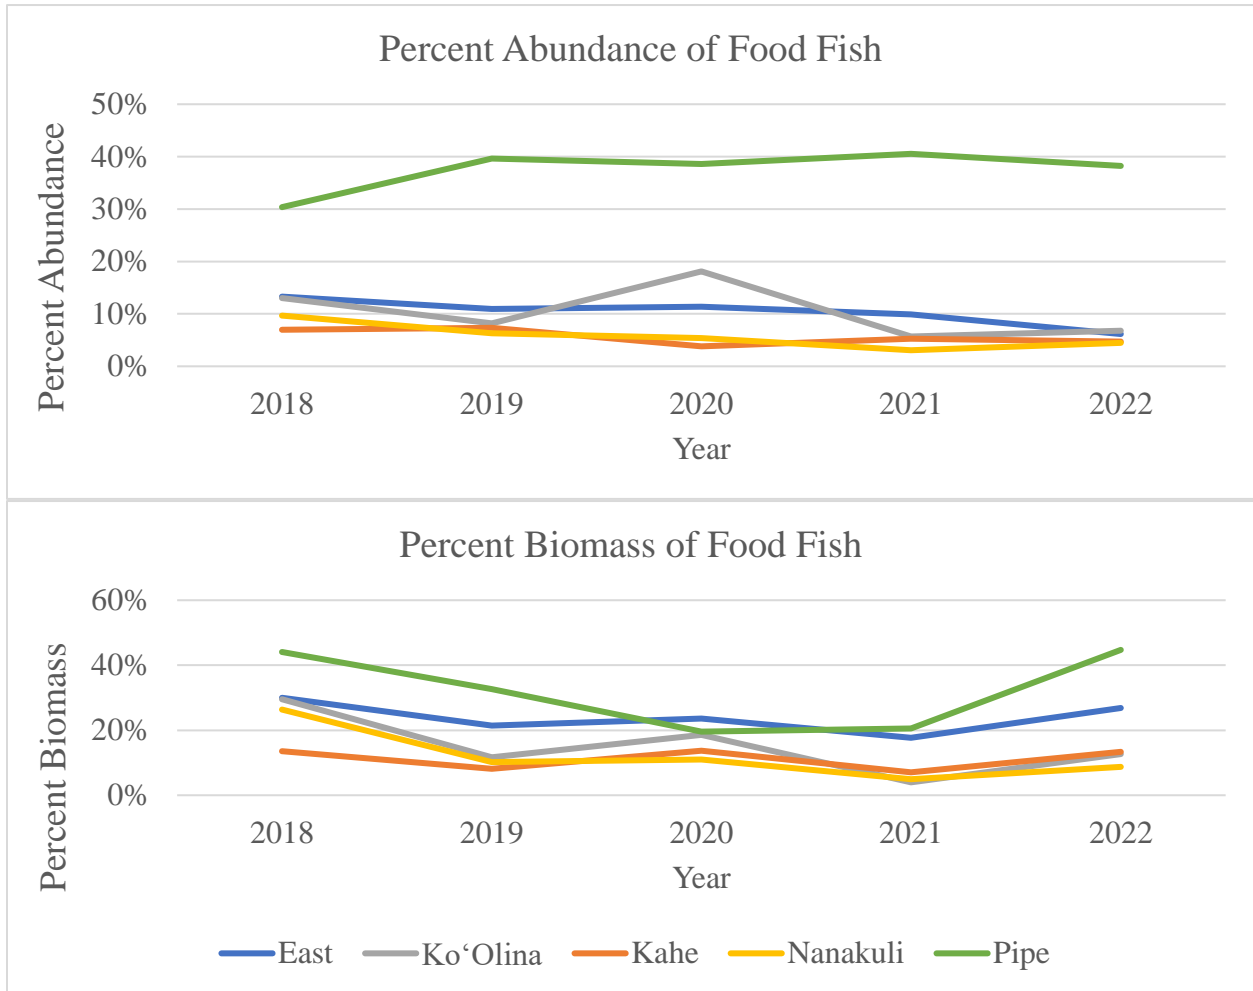 Percent Abundance of Food Fish
Percent Abundance
50%
40%
30%
20%
10%
0%
2018 2019 2020 2021 2022
Year
Percent Biomass of Food Fish
Percent Biomass
60%
40%
20%
0%
2018 2019 2020 2021 2022
Year
East Ko‘Olina Kahe Nanakuli Pipe